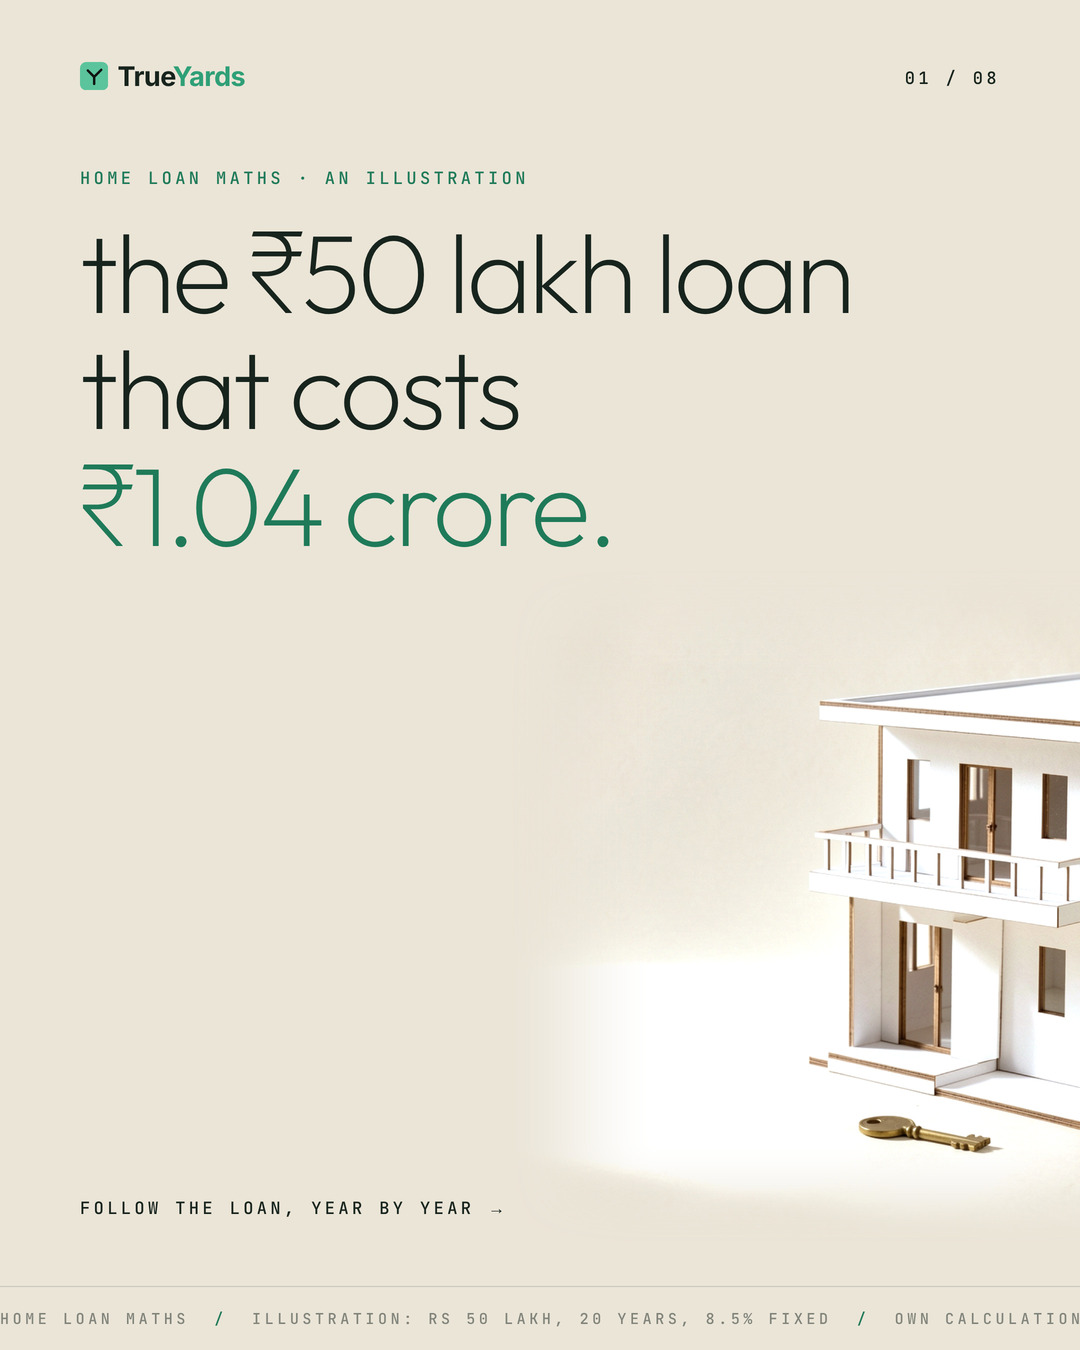 TrueYards
01 / 08
HOME LOAN MATHS · AN ILLUSTRATION
the ₹50 lakh loan
that costs
₹1.04 crore.
FOLLOW THE LOAN, YEAR BY YEAR →
HOME LOAN MATHS / ILLUSTRATION: RS 50 LAKH, 20 YEARS, 8.5% FIXED / OWN CALCULATION